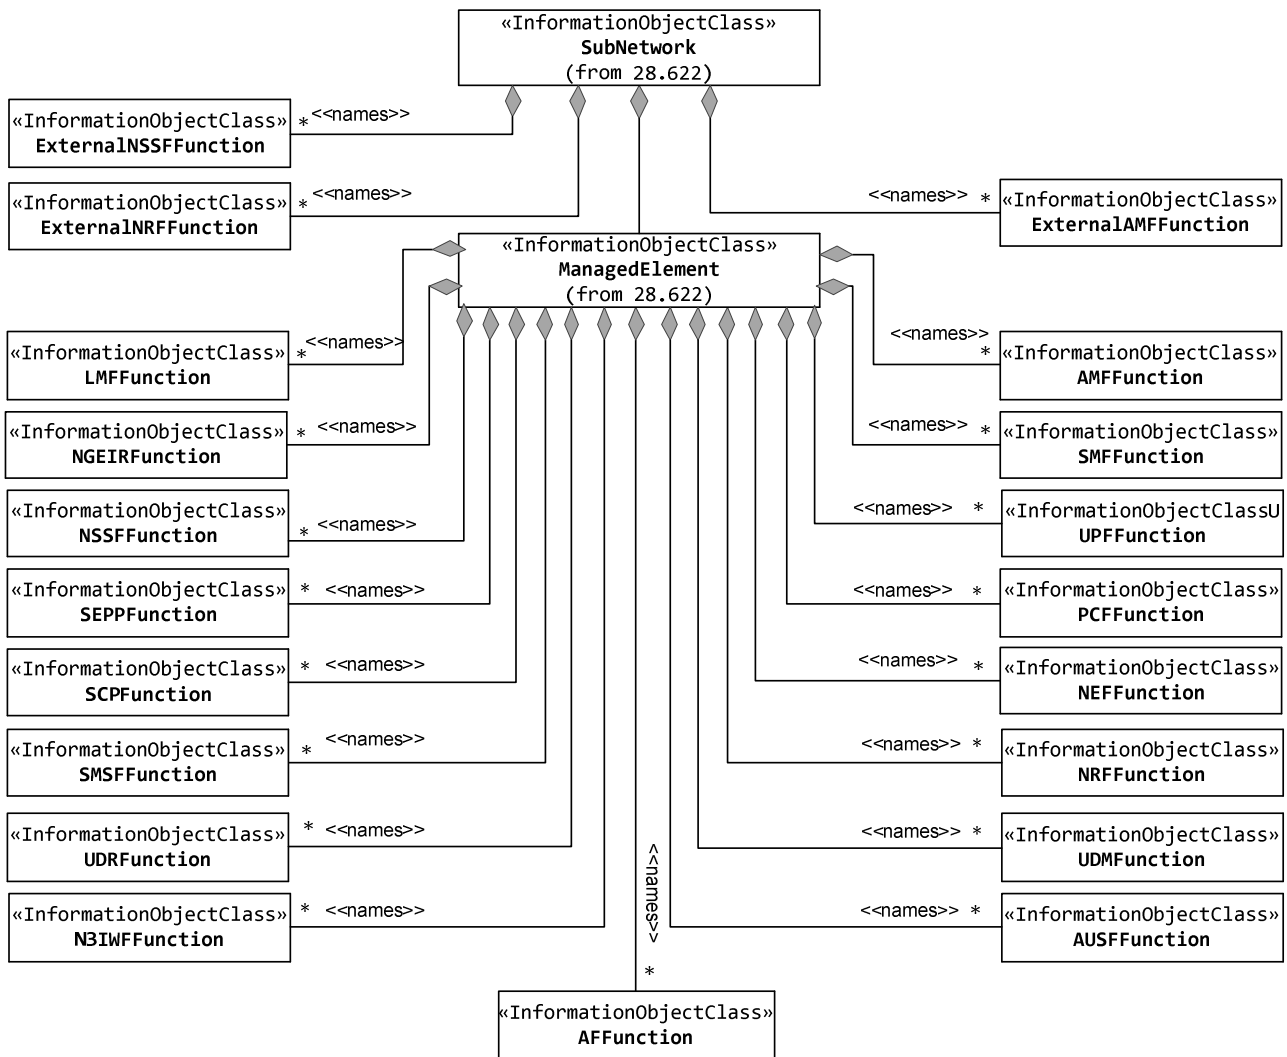 «InformationObjectClass»
SubNetwork
(from 28.622)
«InformationObjectClass»
ExternalNSSFFunction
* <<names>>
«InformationObjectClass»
ExternalNRFFunction
* <<names>>
<<names>> *
«InformationObjectClass»
ExternalAMFFunction
«InformationObjectClass»
ManagedElement
(from 28.622)
«InformationObjectClass»
LMFFunction
* <<names>>
<<names>>
*
«InformationObjectClass»
AMFFunction
«InformationObjectClass»
NGEIRFunction
* <<names>>
<<names>> *
«InformationObjectClass»
SMFFunction
«InformationObjectClass»
NSSFFunction
* <<names>>
<<names>> *
«InformationObjectClassU
UPFFunction
«InformationObjectClass»
SEPPFunction
* <<names>>
<<names>> *
«InformationObjectClass»
PCFFunction
«InformationObjectClass»
SCPFunction
* <<names>>
<<names>> *
«InformationObjectClass»
NEFFunction
«InformationObjectClass»
SMSFFunction
* <<names>>
<<names>> *
«InformationObjectClass»
NRFFunction
«InformationObjectClass»
UDRFunction
* <<names>>
<<names>> *
«InformationObjectClass»
UDMFunction
«InformationObjectClass»
N3IWFFunction
* <<names>>
<<names>> *
«InformationObjectClass»
AUSFFunction
<<names>>
*
«InformationObjectClass»
AFFunction